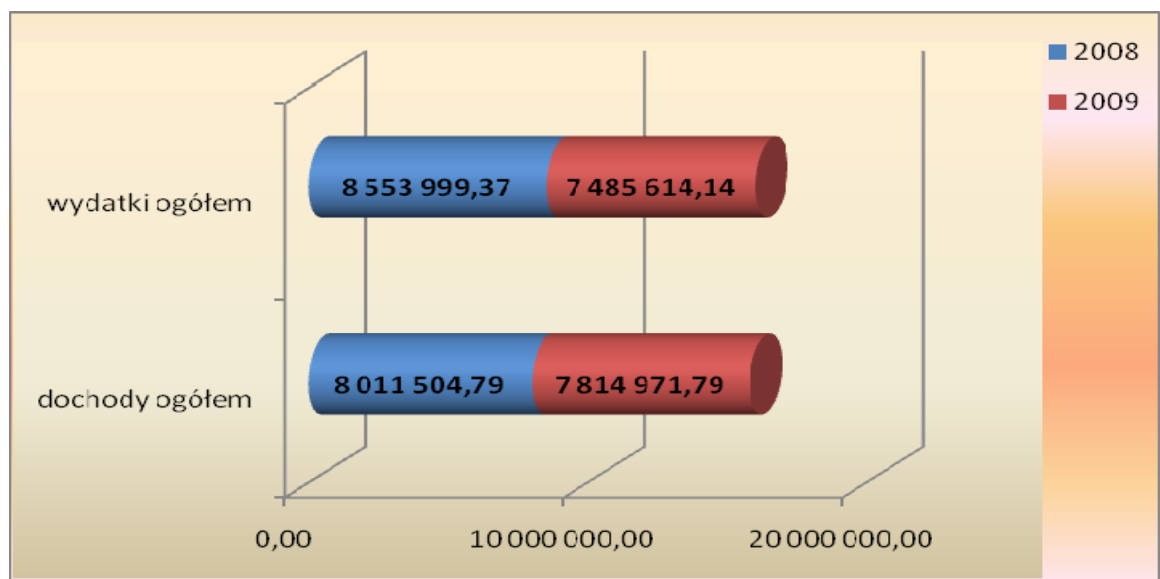 2008
2009
wydatki ogółem
8 553 999,37
7 485 614,14
dochody ogółem
8 011 504,79
7 814 971,79
0,00
10 000 000,00
20 000 000,00